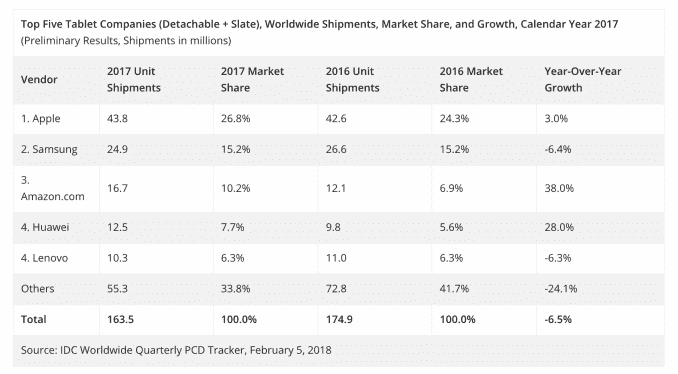 Top Five Tablet Companies (Detachable + Slate), Worldwide Shipments, Market Share, and Growth, Calendar Year 2017
(Preliminary Results, Shipments in millions)
Vendor 2017 Unit Shipments 2017 Market Share 2016 Unit Shipments 2016 Market Share Year-Over-Year Growth
1. Apple 43.8 26.8% 42.6 24.3% 3.0%
2. Samsung 24.9 15.2% 26.6 15.2% -6.4%
3. Amazon.com 16.7 10.2% 12.1 6.9% 38.0%
4. Huawei 12.5 7.7% 9.8 5.6% 28.0%
4. Lenovo 10.3 6.3% 11.0 6.3% -6.3%
Others 55.3 33.8% 72.8 41.7% -24.1%
Total 163.5 100.0% 174.9 100.0% -6.5%
Source: IDC Worldwide Quarterly PCD Tracker, February 5, 2018